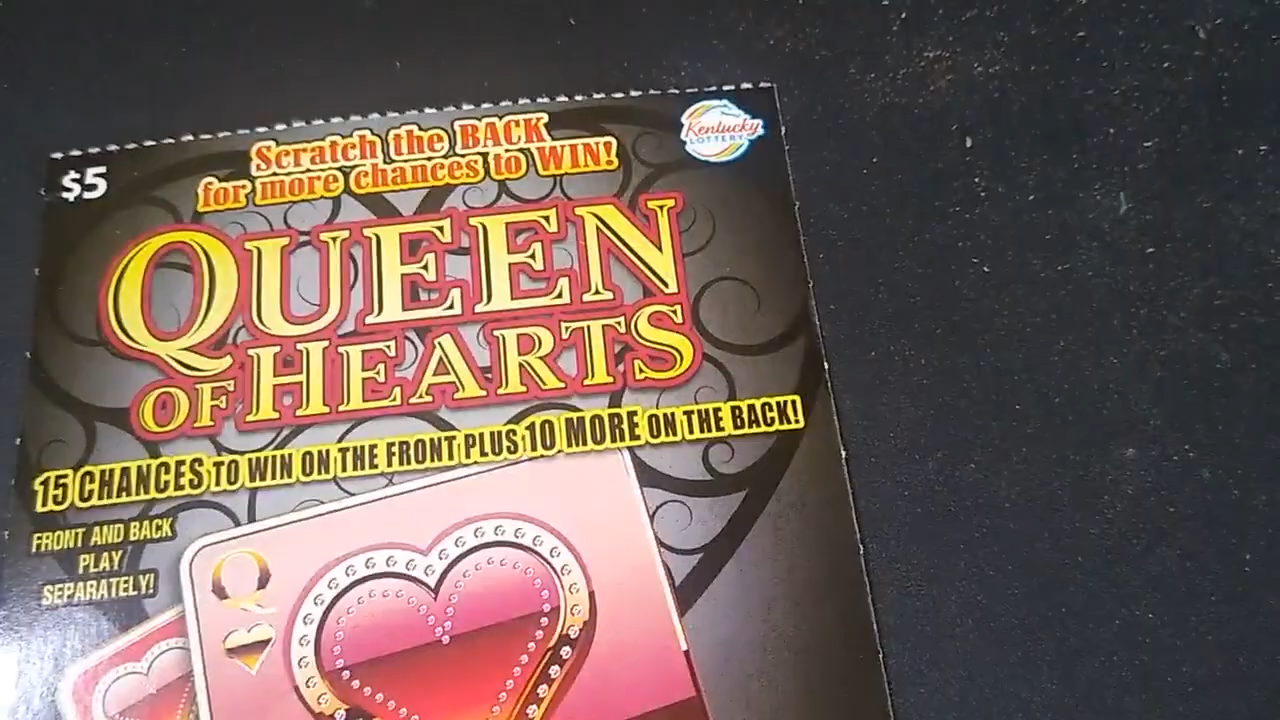 Scratch the BACK
for more chances to WIN!
Kentucky
LOTTERY
$5
QUEEN
OF HEARTS
15 CHANCES TO WIN ON THE FRONT PLUS 10 MORE ON THE BACK!
FRONT AND BACK
PLAY
SEPARATELY!
Q